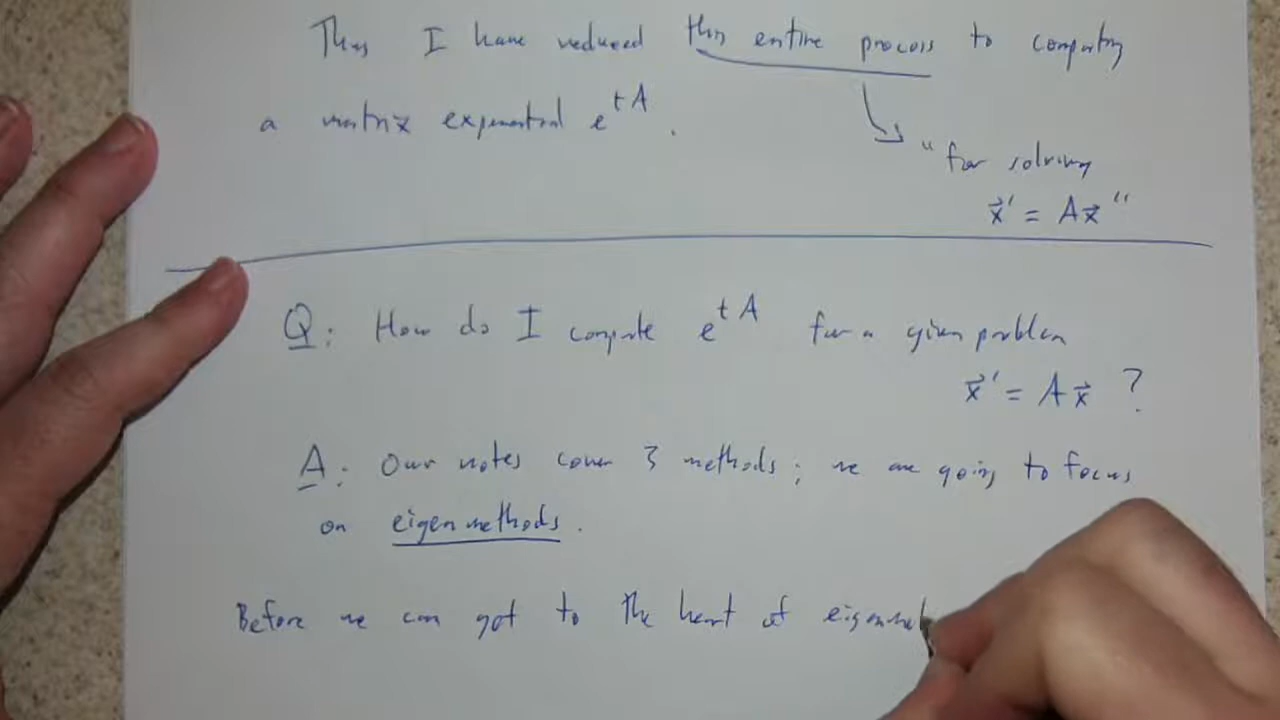 Thus I have reduced this entire process to computing
a matrix exponential e^{tA}.
"for solving
x⃗' = Ax⃗"
Q: How do I compute e^{tA} for a given problem
x⃗' = Ax⃗ ?
A: Our notes cover 3 methods; we are going to focus
on eigenmethods.
Before we can get to the heart of eigenmet